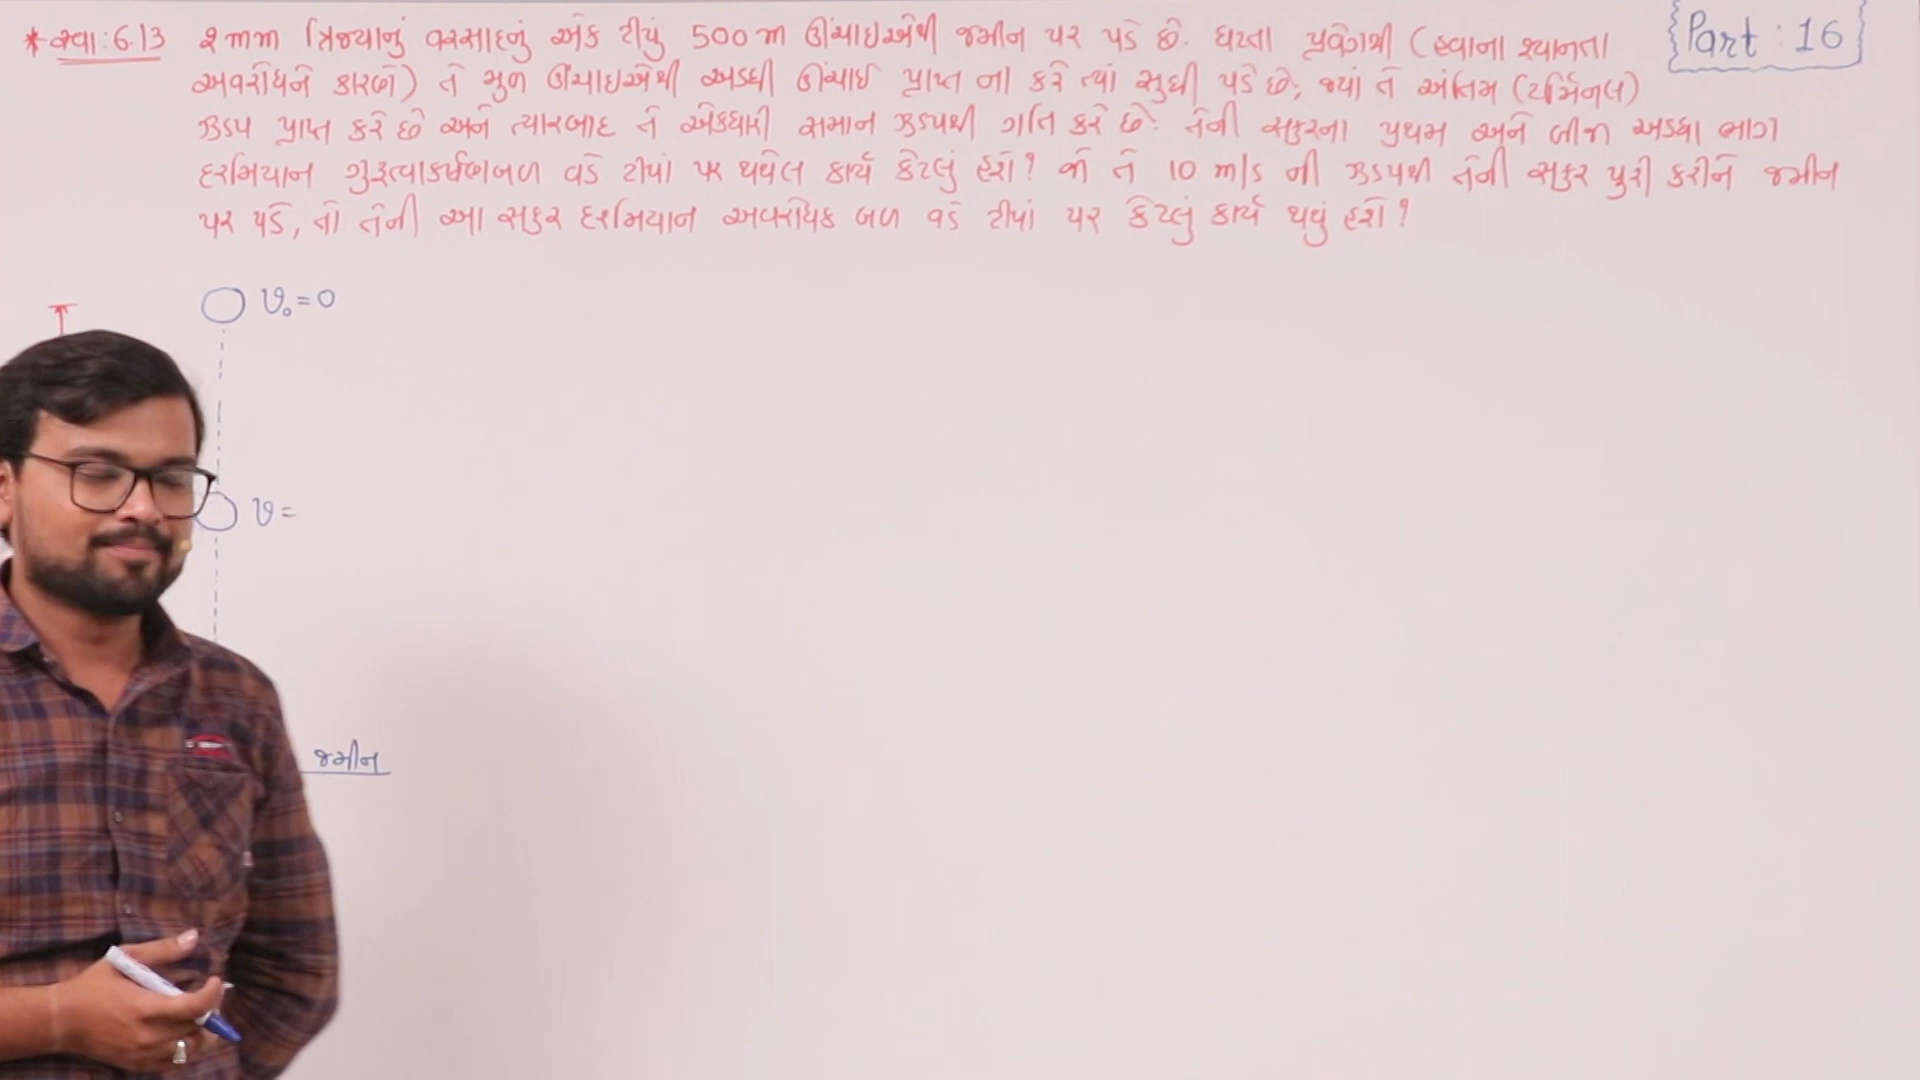 * સ્વા: 6.13 2 mm ત્રિજ્યાનું વરસાદનું એક ટીપું 500 m ઊંચાઇએથી જમીન પર પડે છે. ઘટતા પ્રવેગથી (હવાના શ્યાનતા
અવરોધને કારણે) તે મુળ ઊંચાઇએથી અડધી ઊંચાઈ પ્રાપ્ત ના કરે ત્યાં સુધી પડે છે, જ્યાં તે અંતિમ (ટર્મિનલ)
ઝડપ પ્રાપ્ત કરે છે અને ત્યારબાદ તે એકધારી સમાન ઝડપથી ગતિ કરે છે. તેની સફરના પ્રથમ અને બીજા અડધા ભાગ
દરમિયાન ગુરુત્વાકર્ષણબળ વડે ટીપાં પર થયેલ કાર્ય કેટલું હશે? જો તે 10 m/s ની ઝડપથી તેની સફર પુરી કરીને જમીન
પર પડે, તો તેની આ સફર દરમિયાન અવરોધક બળ વડે ટીપાં પર કેટલું કાર્ય થયું હશે?
Part : 16
v₀ = 0
v =
જમીન